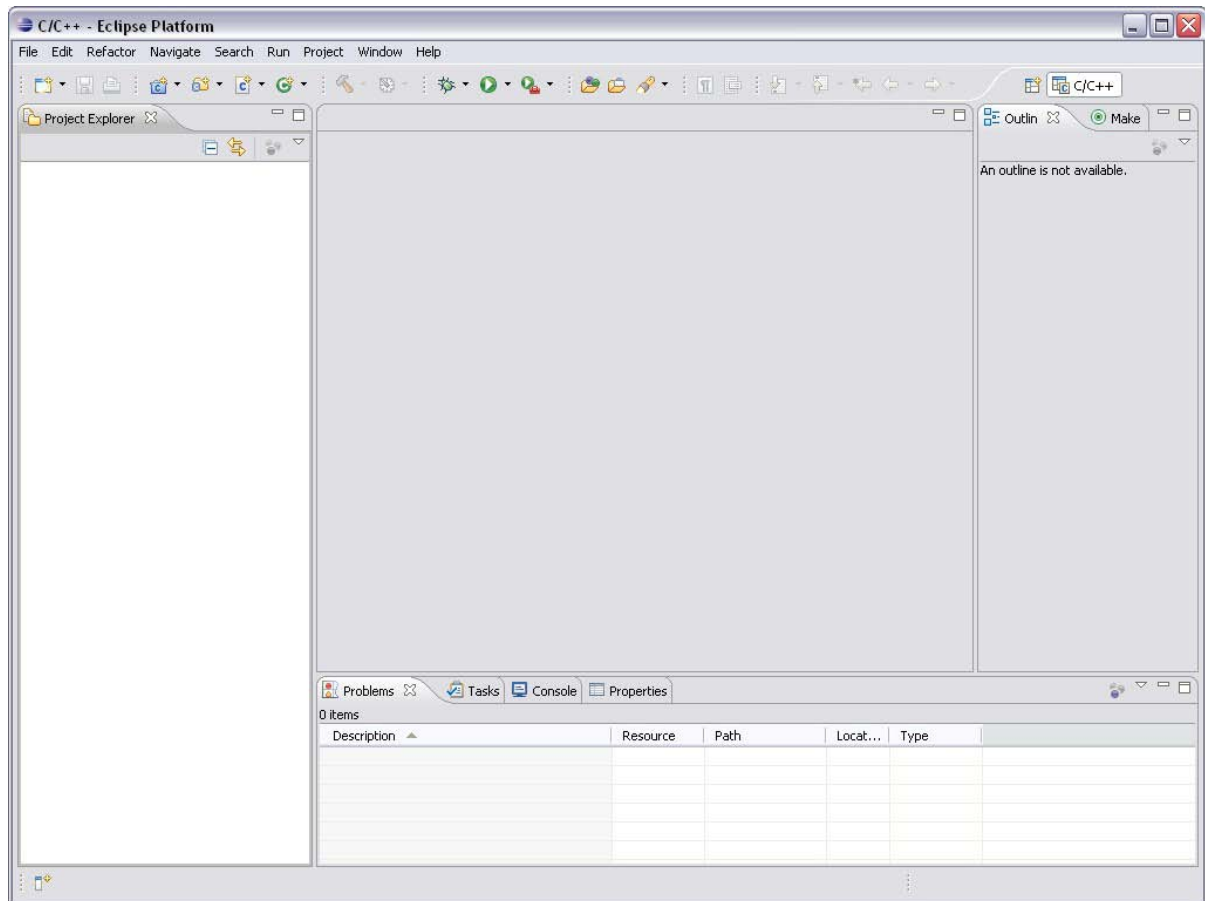 C/C++ - Eclipse Platform
File Edit Refactor Navigate Search Run Project Window Help
C/C++
Project Explorer
Outlin Make
An outline is not available.
Problems Tasks Console Properties
0 items
Description Resource Path Locat... Type